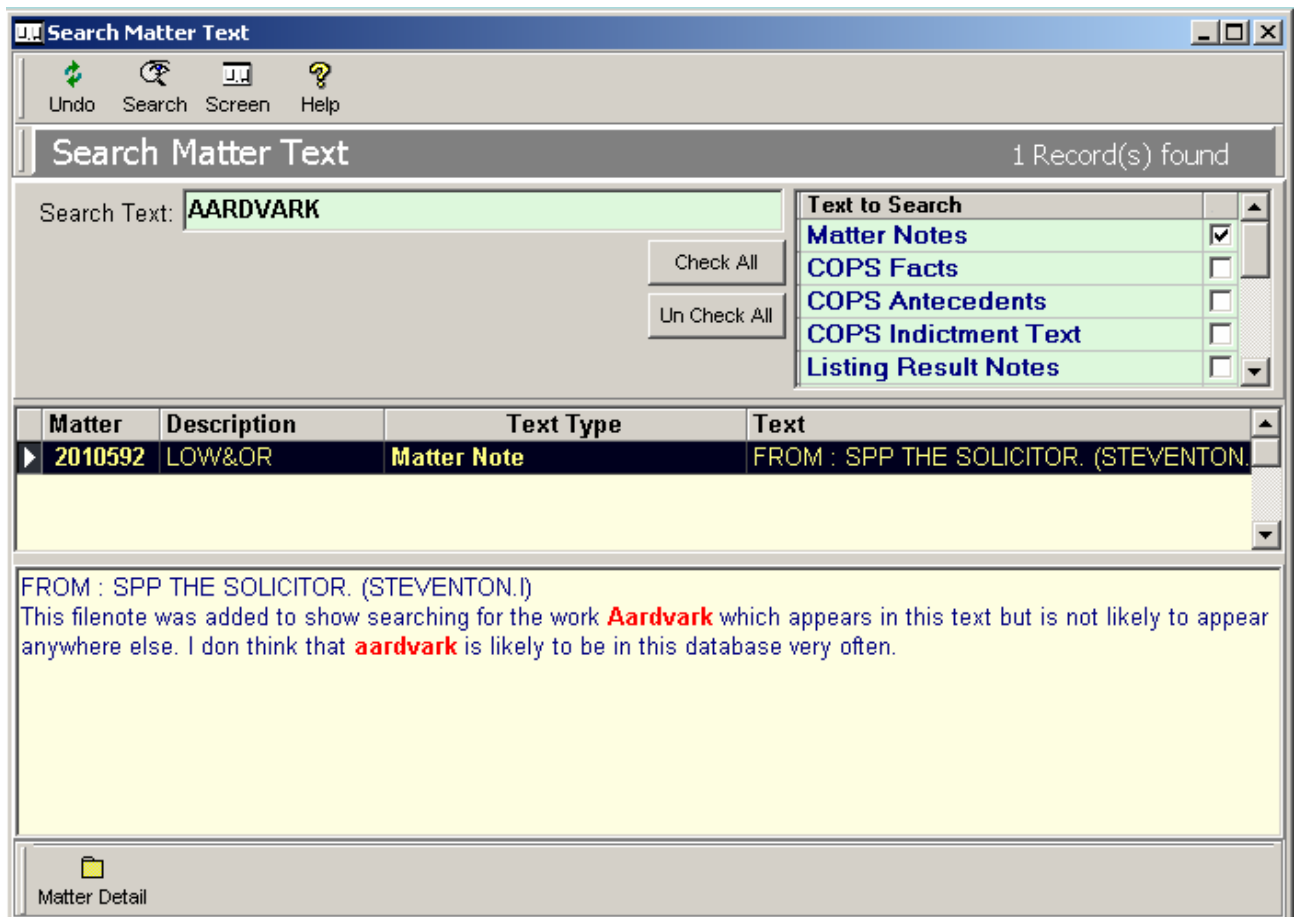 Search Matter Text
Undo Search Screen Help
Search Matter Text 1 Record(s) found
Search Text: AARDVARK
Check All
Un Check All
Text to Search
Matter Notes
COPS Facts
COPS Antecedents
COPS Indictment Text
Listing Result Notes
Matter Description Text Type Text
2010592 LOW&OR Matter Note FROM : SPP THE SOLICITOR. (STEVENTON.
FROM : SPP THE SOLICITOR. (STEVENTON.I)
This filenote was added to show searching for the work Aardvark which appears in this text but is not likely to appear
anywhere else. I don think that aardvark is likely to be in this database very often.
Matter Detail